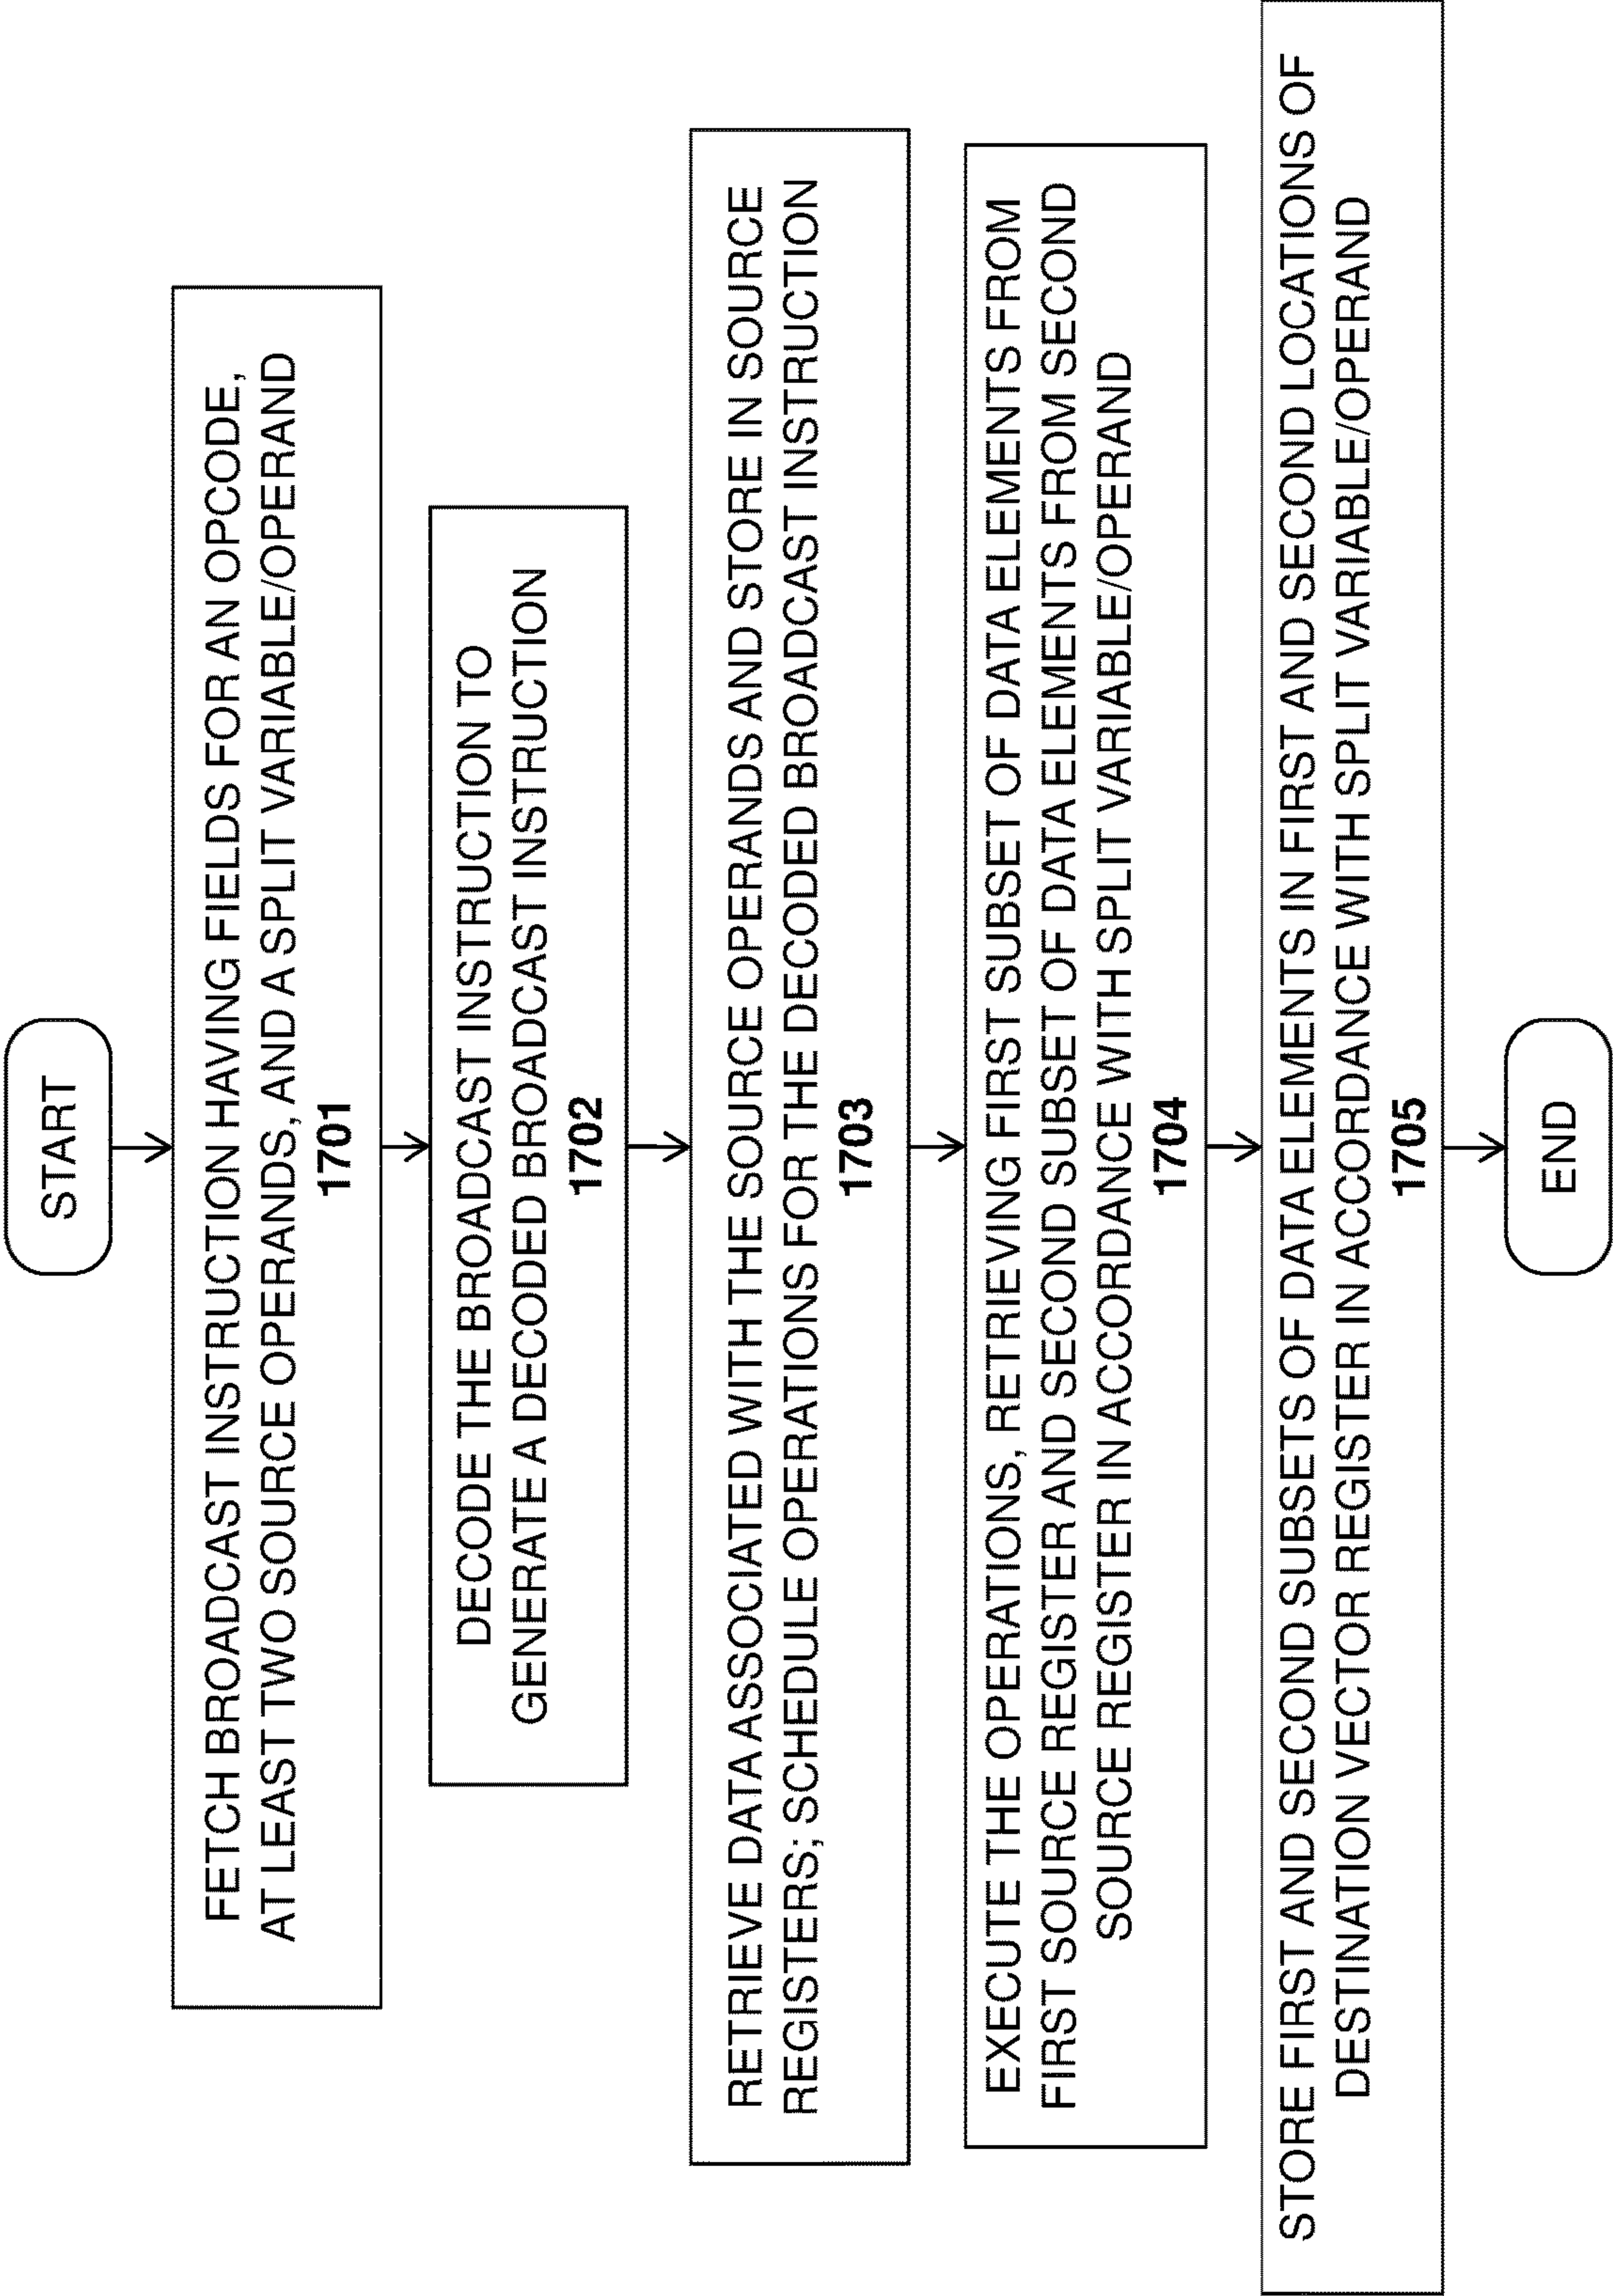 START
FETCH BROADCAST INSTRUCTION HAVING FIELDS FOR AN OPCODE,
AT LEAST TWO SOURCE OPERANDS, AND A SPLIT VARIABLE/OPERAND
1701
DECODE THE BROADCAST INSTRUCTION TO
GENERATE A DECODED BROADCAST INSTRUCTION
1702
RETRIEVE DATA ASSOCIATED WITH THE SOURCE OPERANDS AND STORE IN SOURCE
REGISTERS; SCHEDULE OPERATIONS FOR THE DECODED BROADCAST INSTRUCTION
1703
EXECUTE THE OPERATIONS, RETRIEVING FIRST SUBSET OF DATA ELEMENTS FROM
FIRST SOURCE REGISTER AND SECOND SUBSET OF DATA ELEMENTS FROM SECOND
SOURCE REGISTER IN ACCORDANCE WITH SPLIT VARIABLE/OPERAND
1704
STORE FIRST AND SECOND SUBSETS OF DATA ELEMENTS IN FIRST AND SECOND LOCATIONS OF
DESTINATION VECTOR REGISTER IN ACCORDANCE WITH SPLIT VARIABLE/OPERAND
1705
END